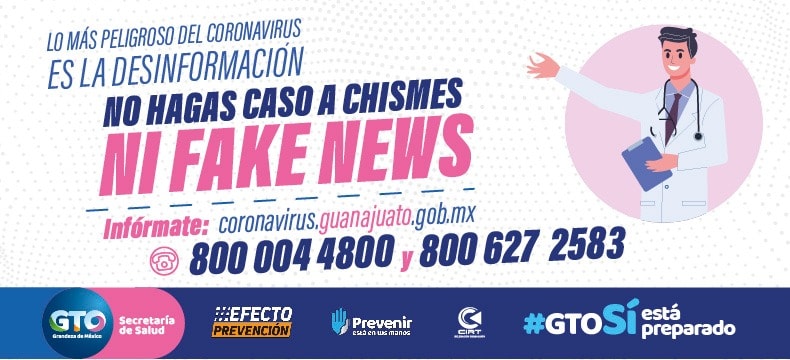 LO MÁS PELIGROSO DEL CORONAVIRUS
ES LA DESINFORMACIÓN
NO HAGAS CASO A CHISMES
NI FAKE NEWS
Infórmate: coronavirus.guanajuato.gob.mx
800 004 4800 y 800 627 2583
GTO
Grandeza de México
Secretaría
de Salud
##EFECTO
PREVENCIÓN
Prevenir
está en tus manos
CIRT
#GTOSÍ está
preparado